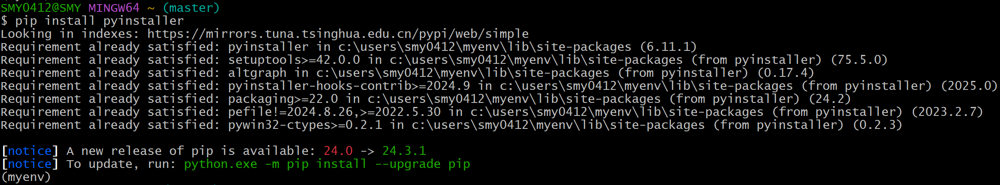 SMY0412@SMY MINGW64 ~ (master)
$ pip install pyinstaller
Looking in indexes: https://mirrors.tuna.tsinghua.edu.cn/pypi/web/simple
Requirement already satisfied: pyinstaller in c:\users\smy0412\myenv\lib\site-packages (6.11.1)
Requirement already satisfied: setuptools>=42.0.0 in c:\users\smy0412\myenv\lib\site-packages (from pyinstaller) (75.5.0)
Requirement already satisfied: altgraph in c:\users\smy0412\myenv\lib\site-packages (from pyinstaller) (0.17.4)
Requirement already satisfied: pyinstaller-hooks-contrib>=2024.9 in c:\users\smy0412\myenv\lib\site-packages (from pyinstaller) (2025.0)
Requirement already satisfied: packaging>=22.0 in c:\users\smy0412\myenv\lib\site-packages (from pyinstaller) (24.2)
Requirement already satisfied: pefile!=2024.8.26,>=2022.5.30 in c:\users\smy0412\myenv\lib\site-packages (from pyinstaller) (2023.2.7)
Requirement already satisfied: pywin32-ctypes>=0.2.1 in c:\users\smy0412\myenv\lib\site-packages (from pyinstaller) (0.2.3)
[notice] A new release of pip is available: 24.0 -> 24.3.1
[notice] To update, run: python.exe -m pip install --upgrade pip
(myenv)